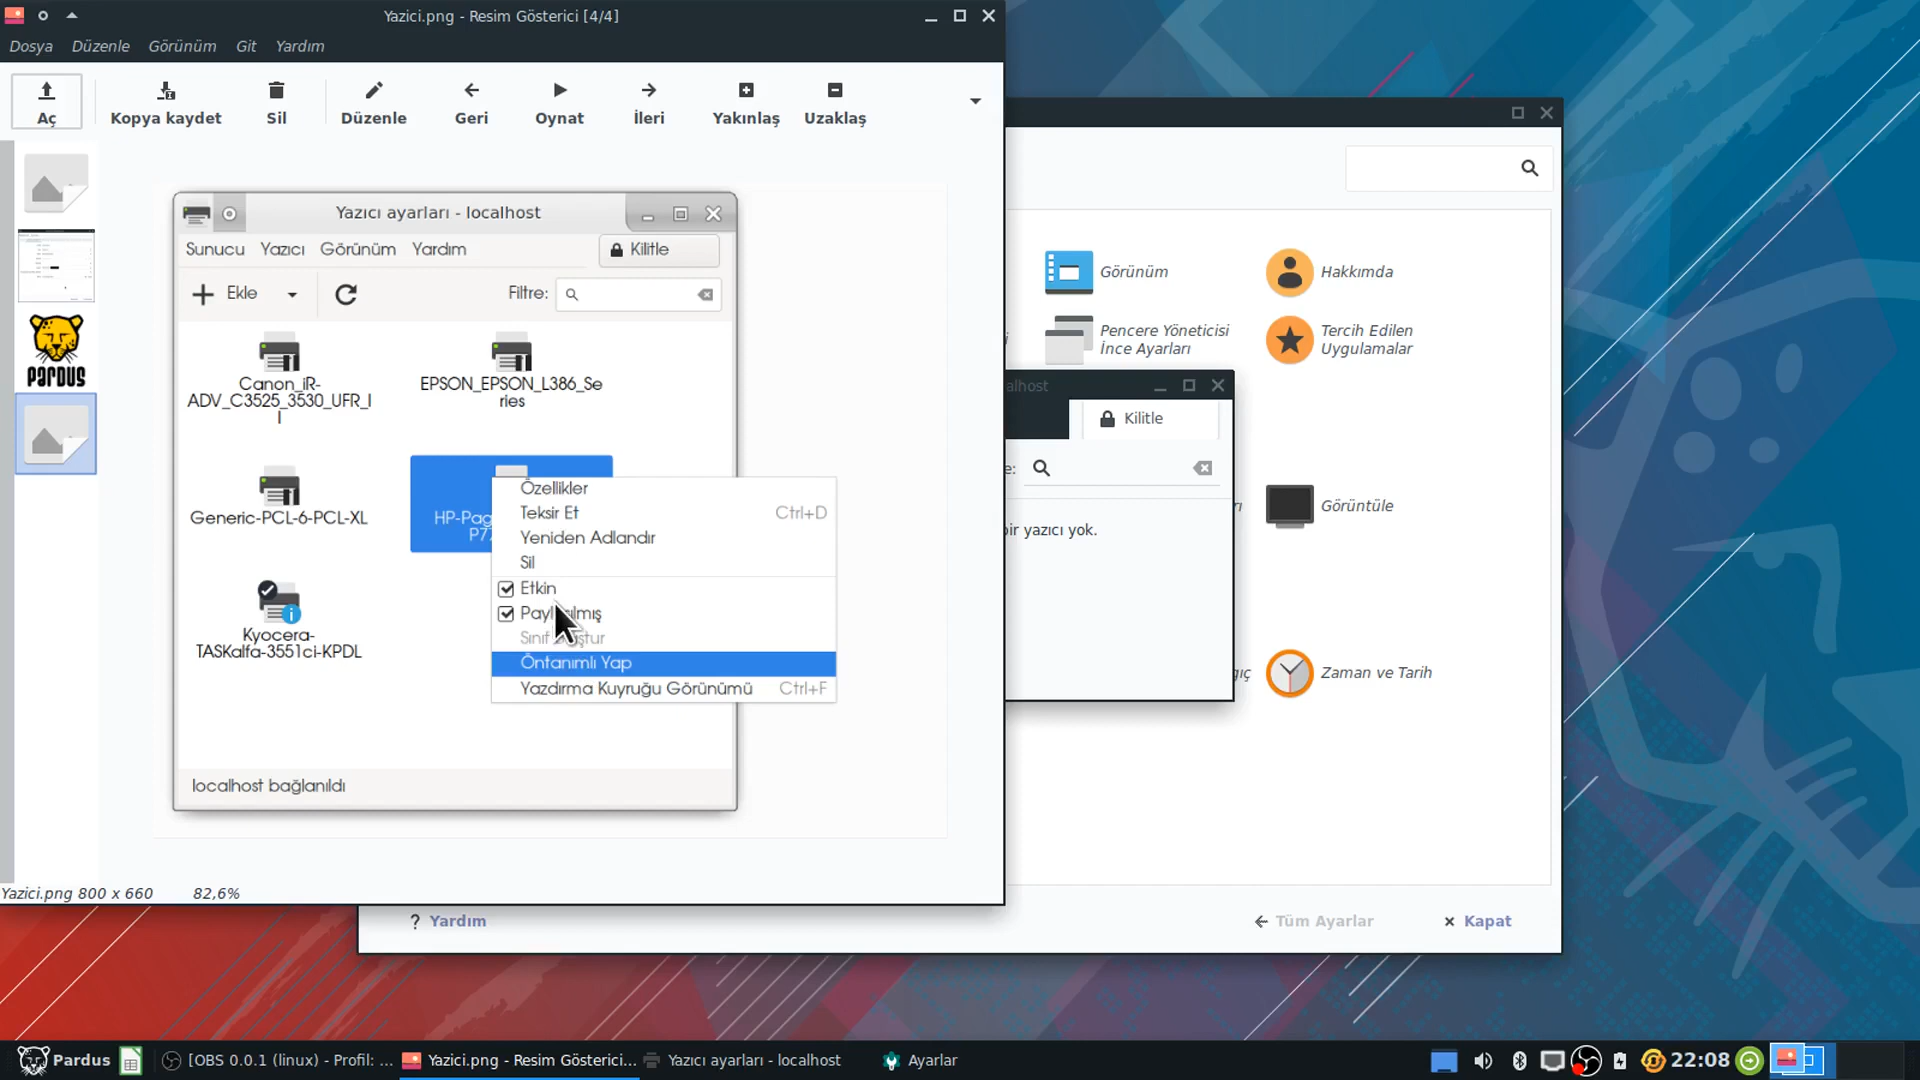 Yazici.png - Resim Gösterici [4/4]
Dosya Düzenle Görünüm Git Yardım
Aç Kopya kaydet Sil Düzenle Geri Oynat İleri Yakınlaş Uzaklaş
PARDUS
Yazıcı ayarları - localhost
Sunucu Yazıcı Görünüm Yardım Kilitle
Ekle Filtre:
Canon_iR-
ADV_C3525_3530_UFR_I
I
EPSON_EPSON_L386_Se
ries
Generic-PCL-6-PCL-XL
HP-Pag
P77
Kyocera-
TASKalfa-3551ci-KPDL
Özellikler
Teksir Et Ctrl+D
Yeniden Adlandır
Sil
Etkin
Sınıf
Öntanımlı Yap
Yazdırma Kuyruğu Görünümü Ctrl+F
localhost bağlanıldı
Yazici.png 800 x 660 82,6%
Görünüm
Hakkımda
Pencere Yöneticisi
İnce Ayarları
Tercih Edilen
Uygulamalar
alhost
Kilitle
e:
bir yazıcı yok.
Görüntüle
Zaman ve Tarih
? Yardım
Tüm Ayarlar
Kapat
Pardus
[OBS 0.0.1 (linux) - Profil: ...
Yazici.png - Resim Gösterici...
Yazıcı ayarları - localhost
Ayarlar
22:08